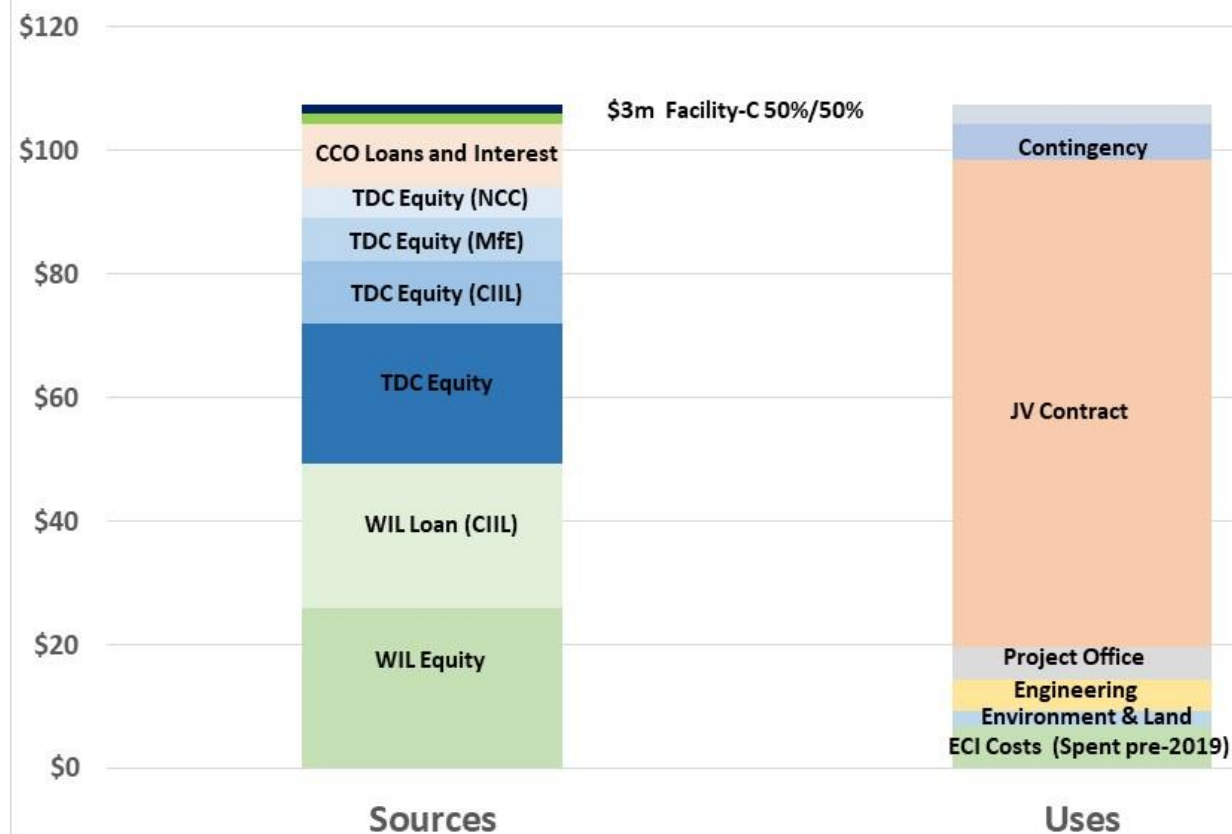 $120
$3m Facility-C 50%/50%
$100
CCO Loans and Interest
Contingency
TDC Equity (NCC)
TDC Equity (MfE)
$80
TDC Equity (CIIL)
$60
TDC Equity
JV Contract
$40
WIL Loan (CIIL)
$20
WIL Equity
Project Office
Engineering
Environment & Land
ECI Costs (Spent pre-2019)
$0
Sources
Uses